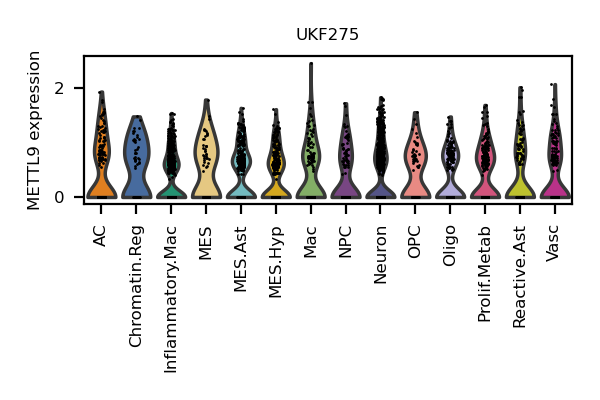 UKF275
METTL9 expression
2
0
AC
Chromatin.Reg
Inflammatory.Mac
MES
MES.Ast
MES.Hyp
Mac
NPC
Neuron
OPC
Oligo
Prolif.Metab
Reactive.Ast
Vasc